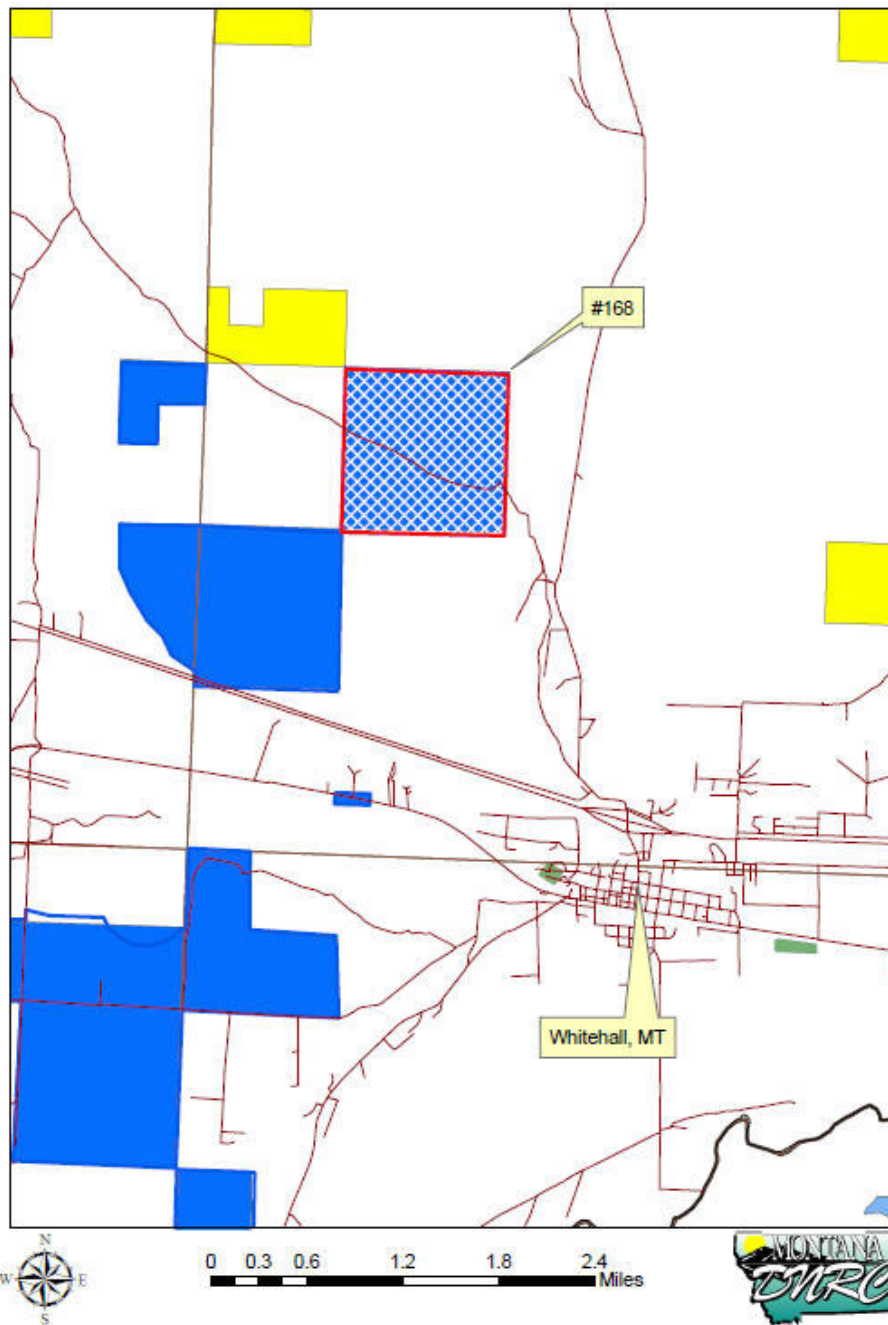 #168
Whitehall, MT
N
W E
S
0 0.3 0.6 1.2 1.8 2.4
Miles
MONTANA
DNRC